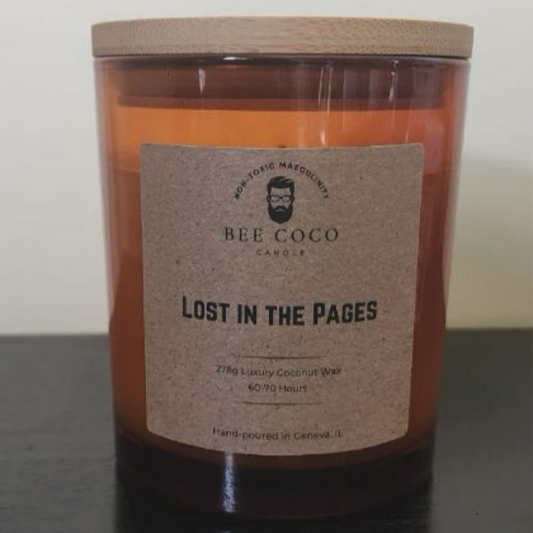 NON-TOXIC MASCULINITY
BEE COCO
CANDLE
LOST IN THE PAGES
278g Luxury Coconut Wax
60-70 Hours
Hand-poured in Geneva, IL